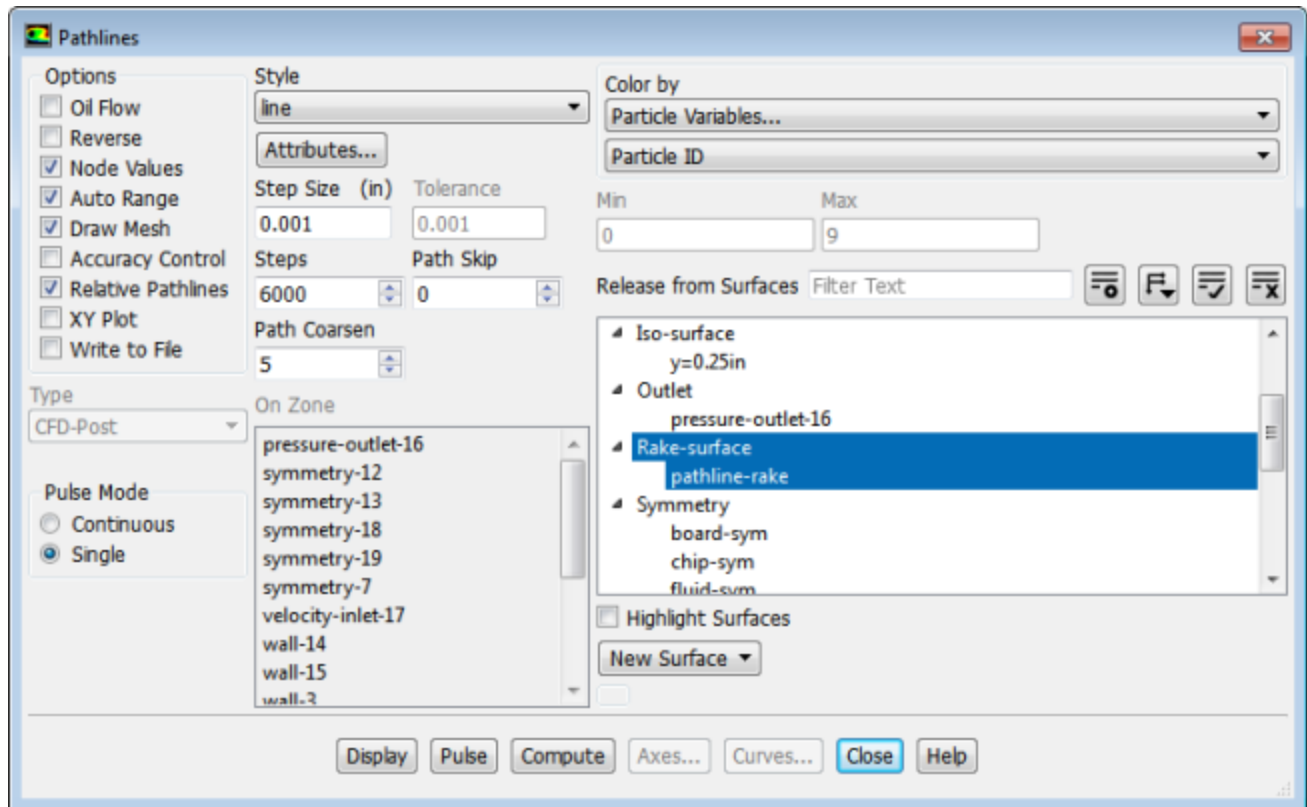 Pathlines
Options
Oil Flow
Reverse
Node Values
Auto Range
Draw Mesh
Accuracy Control
Relative Pathlines
XY Plot
Write to File
Type
CFD-Post
Pulse Mode
Continuous
Single
Style
line
Attributes...
Step Size (in) Tolerance
0.001 0.001
Steps Path Skip
6000 0
Path Coarsen
5
On Zone
pressure-outlet-16
symmetry-12
symmetry-13
symmetry-18
symmetry-19
symmetry-7
velocity-inlet-17
wall-14
wall-15
wall-3
Color by
Particle Variables...
Particle ID
Min Max
0 9
Release from Surfaces Filter Text
Iso-surface
y=0.25in
Outlet
pressure-outlet-16
Rake-surface
pathline-rake
Symmetry
board-sym
chip-sym
fluid-sym
Highlight Surfaces
New Surface
Display Pulse Compute Axes... Curves... Close Help